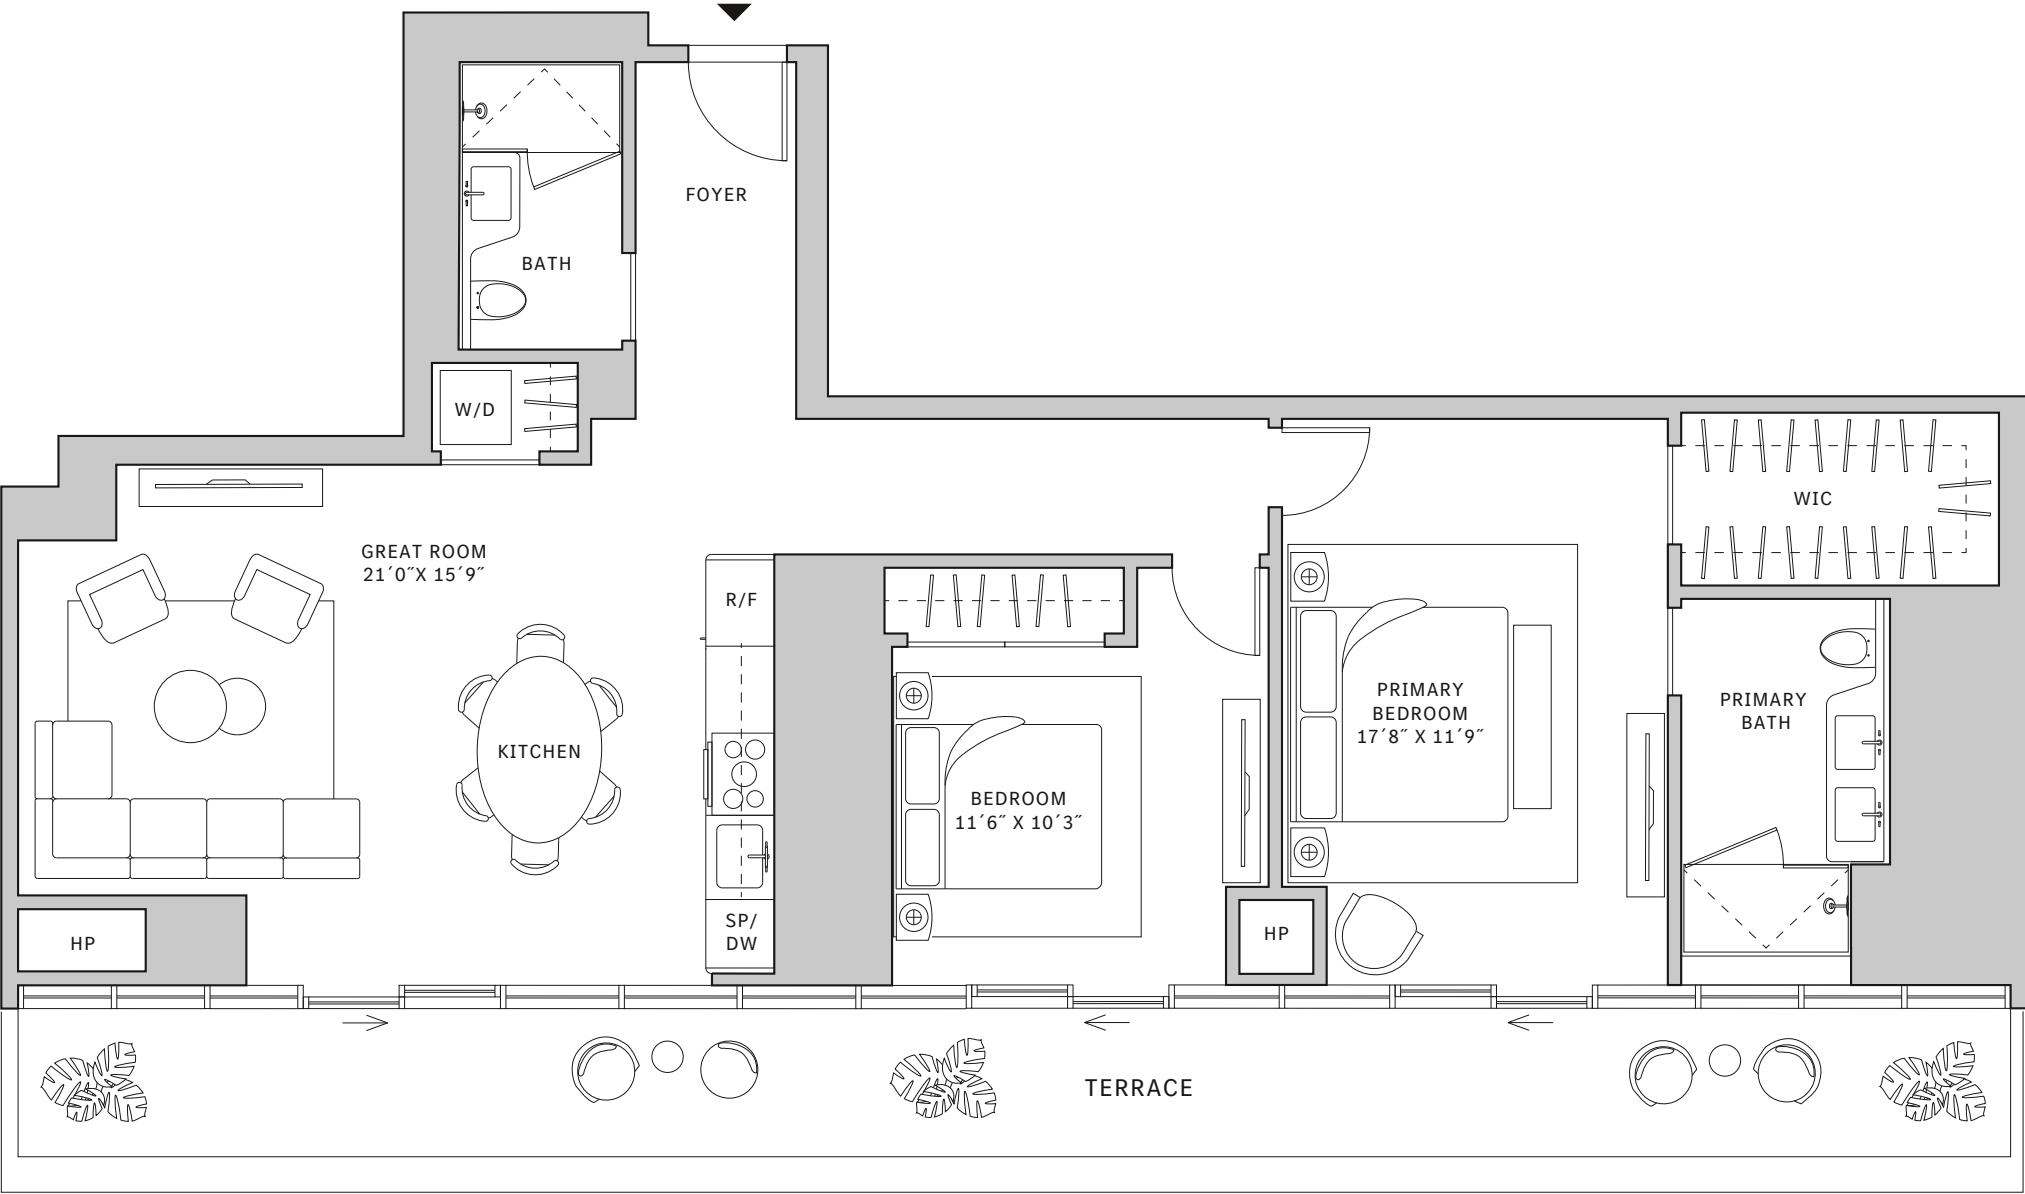 FOYER
BATH
W/D
WIC
GREAT ROOM
21´0˝X 15´9˝
R/F
KITCHEN
PRIMARY
BEDROOM
17´8˝ X 11´9˝
PRIMARY
BATH
BEDROOM
11´6˝ X 10´3˝
SP/
DW
HP
HP
TERRACE